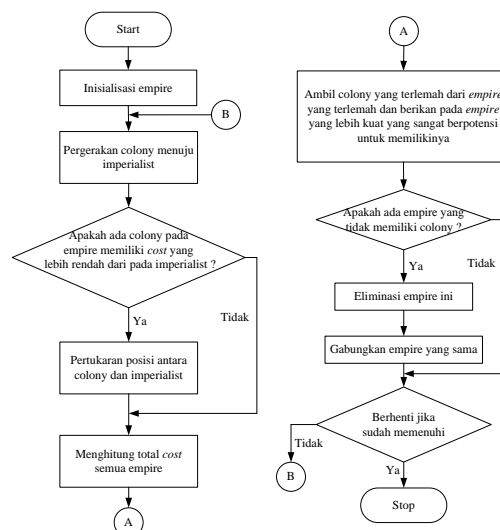 Start
Inisialisasi empire
B
Pergerakan colony menuju
imperialist
Apakah ada colony pada
empire memiliki cost yang
lebih rendah dari pada imperialist ?
Ya
Tidak
Pertukaran posisi antara
colony dan imperialist
Menghitung total cost
semua empire
A
A
Ambil colony yang terlemah dari empire
yang terlemah dan berikan pada empire
yang lebih kuat yang sangat berpotensi
untuk memilikinya
Apakah ada empire yang
tidak memiliki colony ?
Ya
Tidak
Eliminasi empire ini
Gabungkan empire yang sama
Berhenti jika
sudah memenuhi
Tidak
B
Ya
Stop